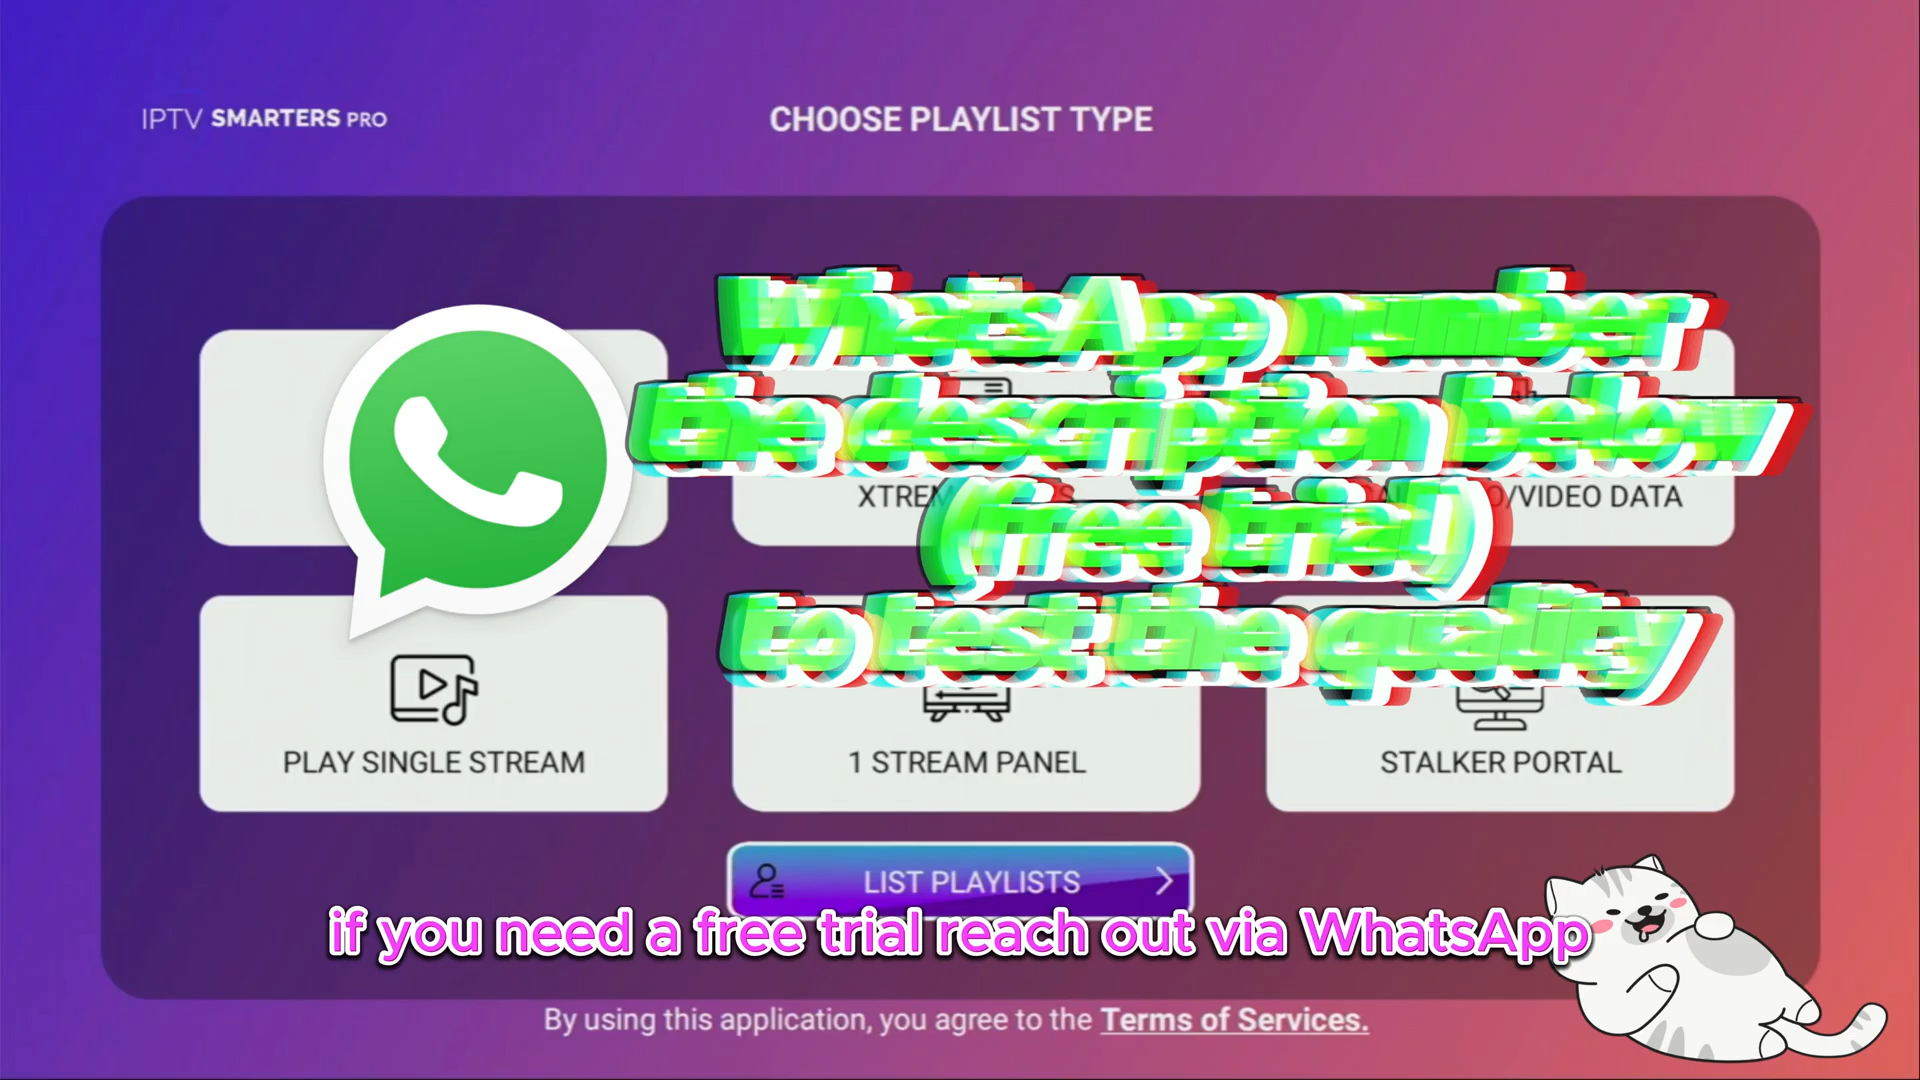 IPTV SMARTERS PRO
CHOOSE PLAYLIST TYPE
WhatsApp number
the description below
(free trial)
to test the quality
XTREM
O/VIDEO DATA
PLAY SINGLE STREAM
1 STREAM PANEL
STALKER PORTAL
LIST PLAYLISTS
if you need a free trial reach out via WhatsApp
By using this application, you agree to the Terms of Services.